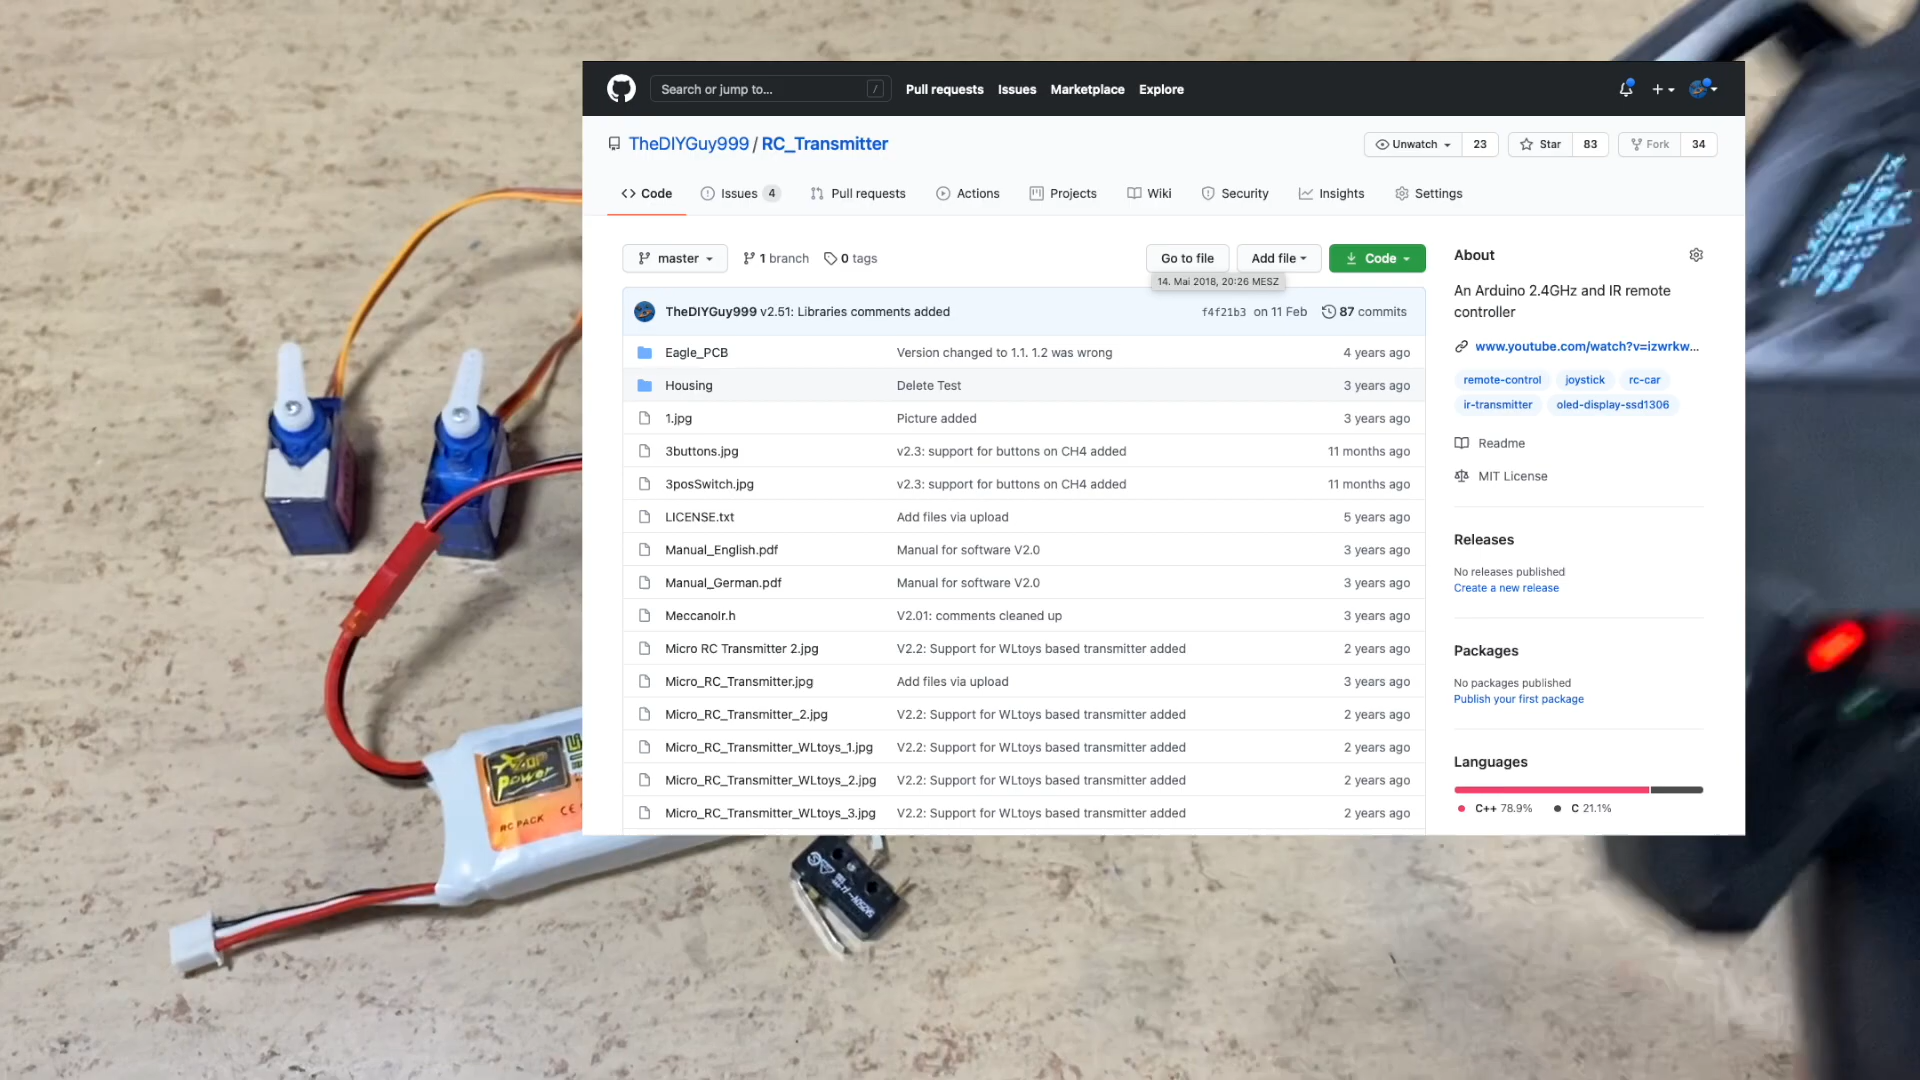 Search or jump to... /
Pull requests Issues Marketplace Explore
TheDIYGuy999 / RC_Transmitter
Unwatch 23 Star 83 Fork 34
Code Issues 4 Pull requests Actions Projects Wiki Security Insights Settings
master 1 branch 0 tags Go to file Add file Code
14. Mai 2018, 20:26 MESZ
TheDIYGuy999 v2.51: Libraries comments added f4f21b3 on 11 Feb 87 commits
Eagle_PCB Version changed to 1.1. 1.2 was wrong 4 years ago
Housing Delete Test 3 years ago
1.jpg Picture added 3 years ago
3buttons.jpg v2.3: support for buttons on CH4 added 11 months ago
3posSwitch.jpg v2.3: support for buttons on CH4 added 11 months ago
LICENSE.txt Add files via upload 5 years ago
Manual_English.pdf Manual for software V2.0 3 years ago
Manual_German.pdf Manual for software V2.0 3 years ago
MeccanoIr.h V2.01: comments cleaned up 3 years ago
Micro RC Transmitter 2.jpg V2.2: Support for WLtoys based transmitter added 2 years ago
Micro_RC_Transmitter.jpg Add files via upload 3 years ago
Micro_RC_Transmitter_2.jpg V2.2: Support for WLtoys based transmitter added 2 years ago
Micro_RC_Transmitter_WLtoys_1.jpg V2.2: Support for WLtoys based transmitter added 2 years ago
Micro_RC_Transmitter_WLtoys_2.jpg V2.2: Support for WLtoys based transmitter added 2 years ago
Micro_RC_Transmitter_WLtoys_3.jpg V2.2: Support for WLtoys based transmitter added 2 years ago
About
An Arduino 2.4GHz and IR remote
controller
www.youtube.com/watch?v=izwrkw...
remote-control joystick rc-car
ir-transmitter oled-display-ssd1306
Readme
MIT License
Releases
No releases published
Create a new release
Packages
No packages published
Publish your first package
Languages
C++ 78.9% C 21.1%
Power
RC PACK CE